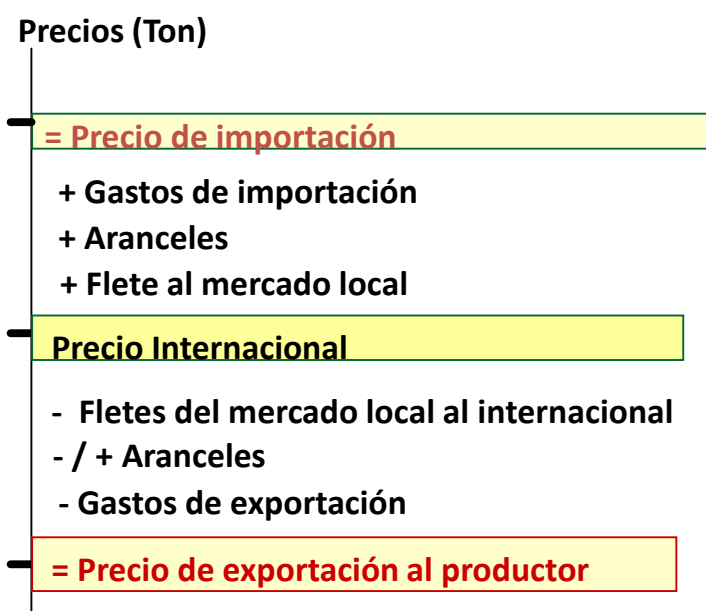 Precios (Ton)
= Precio de importación
+ Gastos de importación
+ Aranceles
+ Flete al mercado local
Precio Internacional
- Fletes del mercado local al internacional
- / + Aranceles
- Gastos de exportación
= Precio de exportación al productor